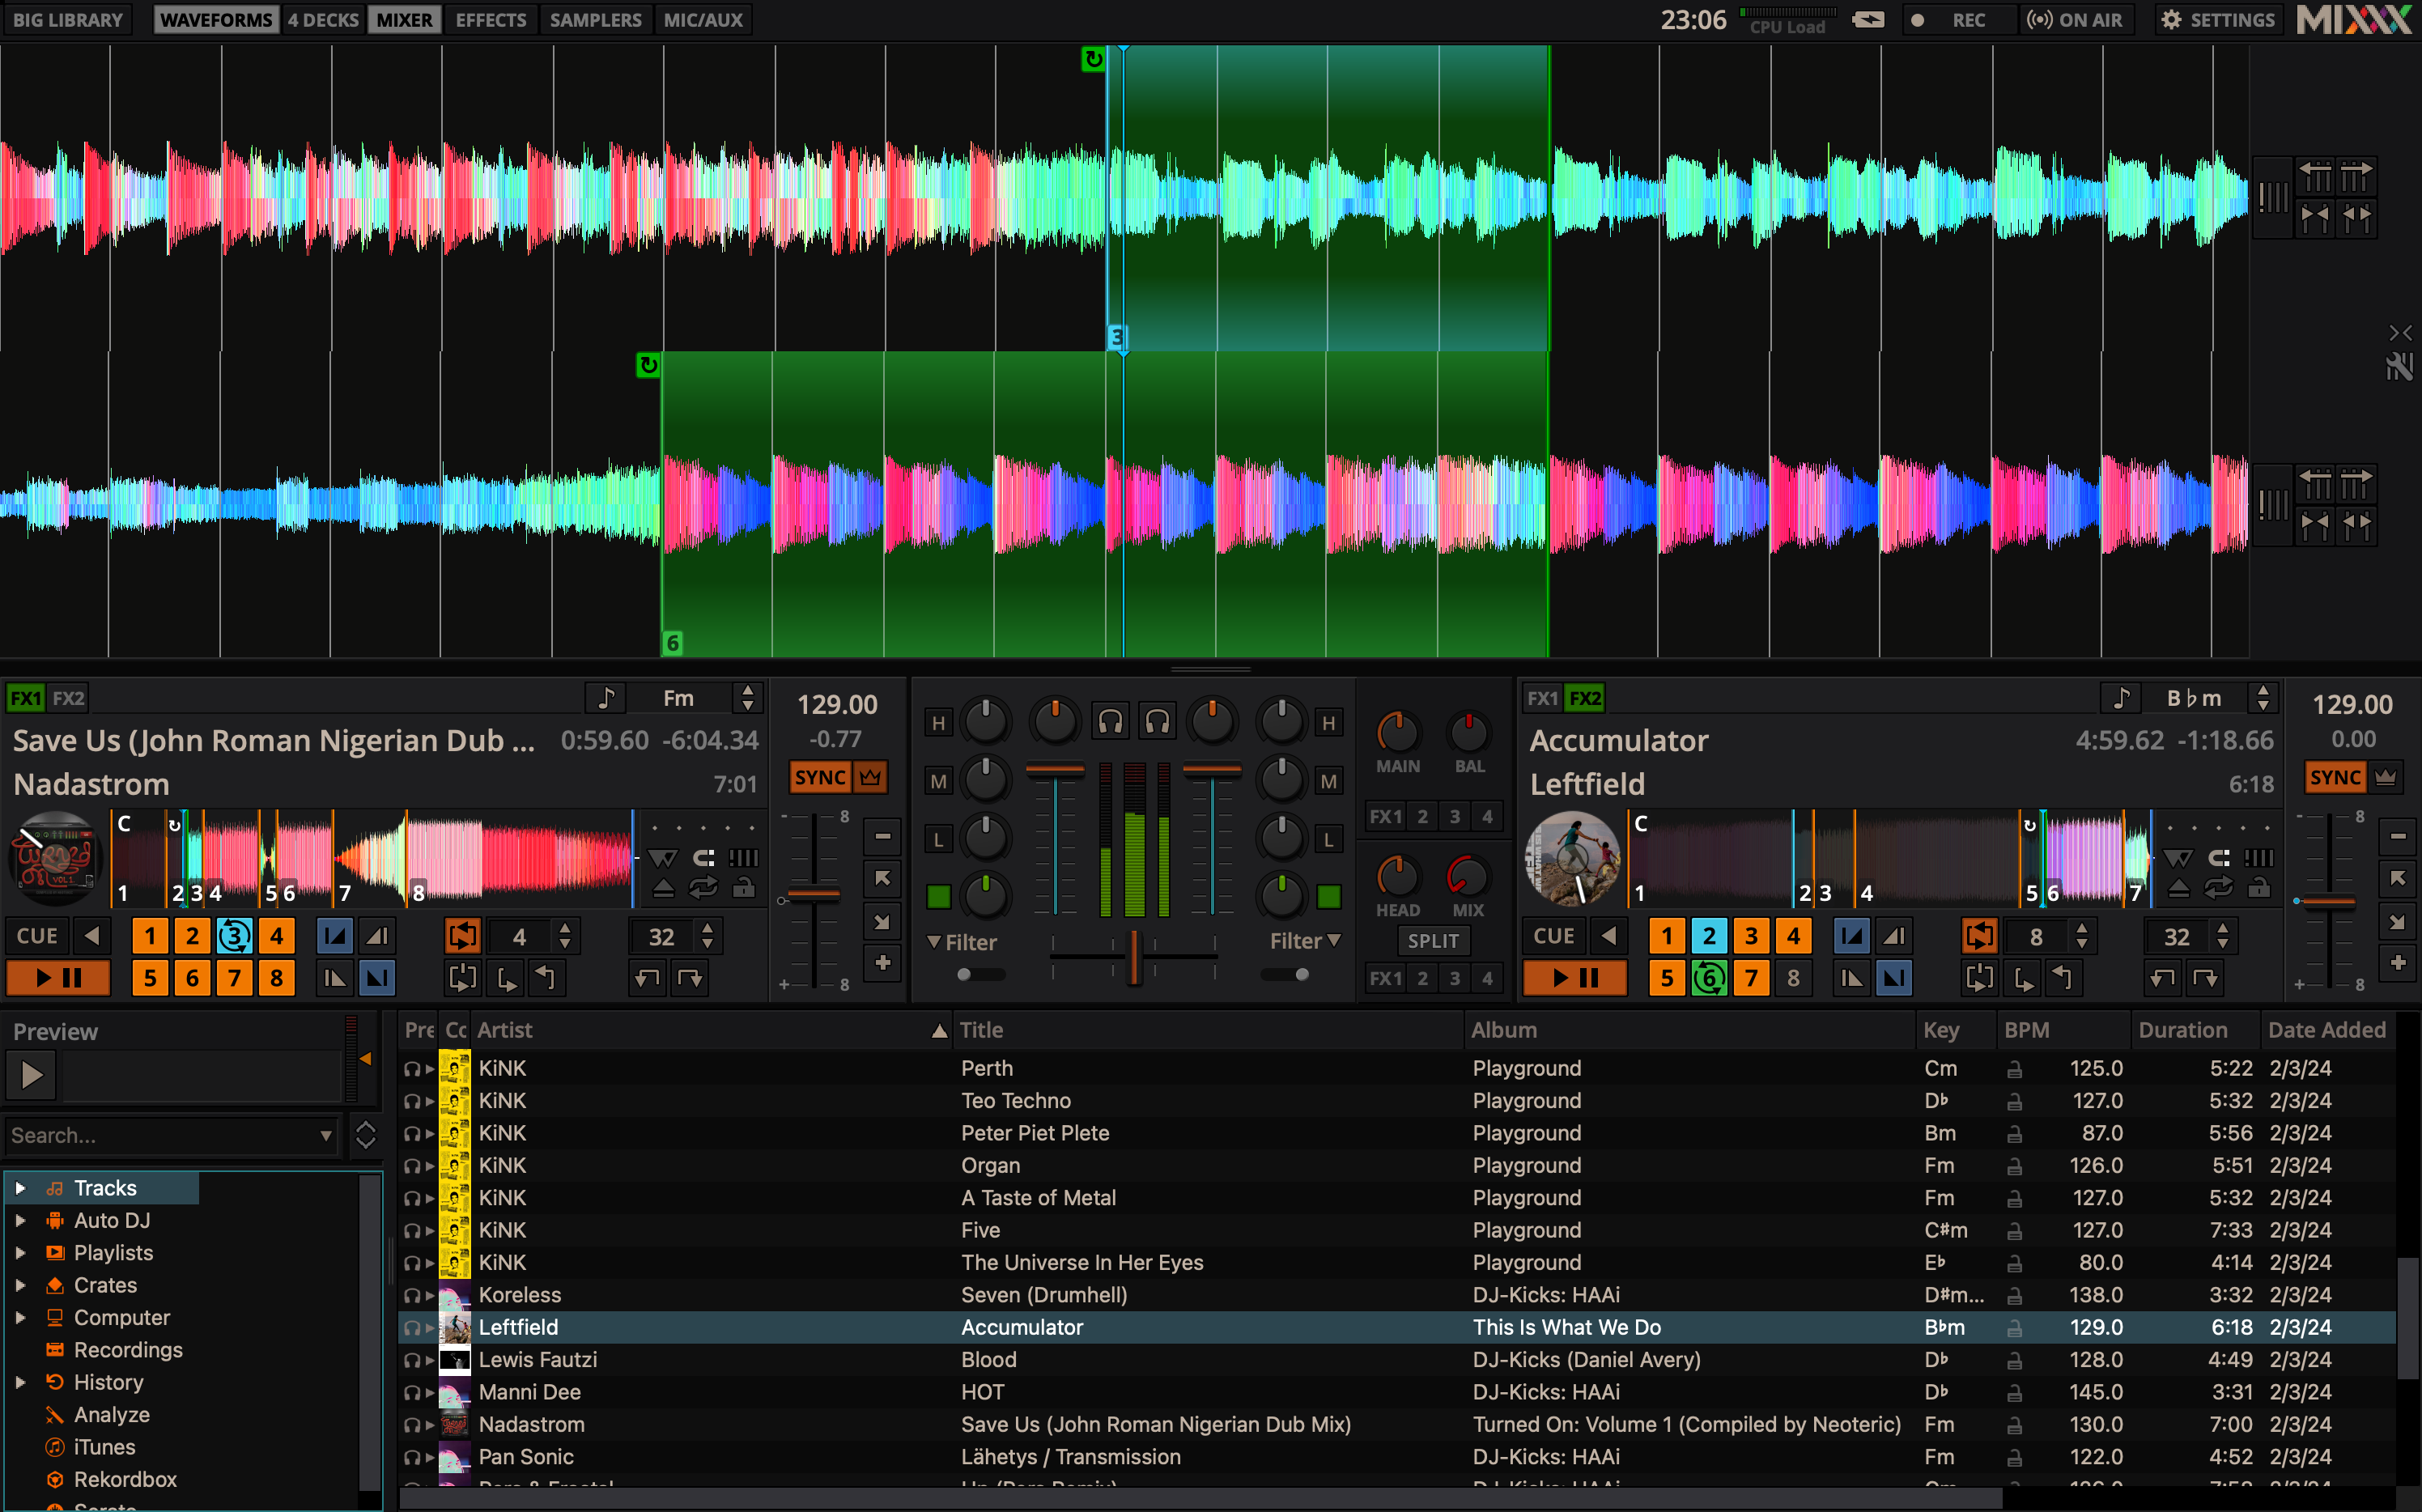 BIG LIBRARY WAVEFORMS 4 DECKS MIXER EFFECTS SAMPLERS MIC/AUX 23:06 CPU Load REC ON AIR SETTINGS MIXXX
3
6
FX1 FX2 Fm 129.00
-0.77
Save Us (John Roman Nigerian Dub ... 0:59.60 -6:04.34
Nadastrom 7:01
SYNC
C
1 2 3 4 5 6 7 8
- 8
+ 8
CUE 1 2 3 4 4 32
5 6 7 8
H H
M M
L L
Filter Filter
MAIN BAL
FX1 2 3 4
HEAD MIX
SPLIT
FX1 2 3 4
FX1 FX2 B♭m 129.00
0.00
Accumulator 4:59.62 -1:18.66
Leftfield 6:18
SYNC
C
1 2 3 4 5 6 7
- 8
+ 8
CUE 1 2 3 4 8 32
5 6 7 8
Preview
Search...
Tracks
Auto DJ
Playlists
Crates
Computer
Recordings
History
Analyze
iTunes
Rekordbox
Pre Co Artist Title Album Key BPM Duration Date Added
KiNK Perth Playground Cm 125.0 5:22 2/3/24
KiNK Teo Techno Playground D♭ 127.0 5:32 2/3/24
KiNK Peter Piet Plete Playground Bm 87.0 5:56 2/3/24
KiNK Organ Playground Fm 126.0 5:51 2/3/24
KiNK A Taste of Metal Playground Fm 127.0 5:32 2/3/24
KiNK Five Playground C#m 127.0 7:33 2/3/24
KiNK The Universe In Her Eyes Playground E♭ 80.0 4:14 2/3/24
Koreless Seven (Drumhell) DJ-Kicks: HAAi D#m... 138.0 3:32 2/3/24
Leftfield Accumulator This Is What We Do B♭m 129.0 6:18 2/3/24
Lewis Fautzi Blood DJ-Kicks (Daniel Avery) D♭ 128.0 4:49 2/3/24
Manni Dee HOT DJ-Kicks: HAAi D♭ 145.0 3:31 2/3/24
Nadastrom Save Us (John Roman Nigerian Dub Mix) Turned On: Volume 1 (Compiled by Neoteric) Fm 130.0 7:00 2/3/24
Pan Sonic Lähetys / Transmission DJ-Kicks: HAAi Fm 122.0 4:52 2/3/24